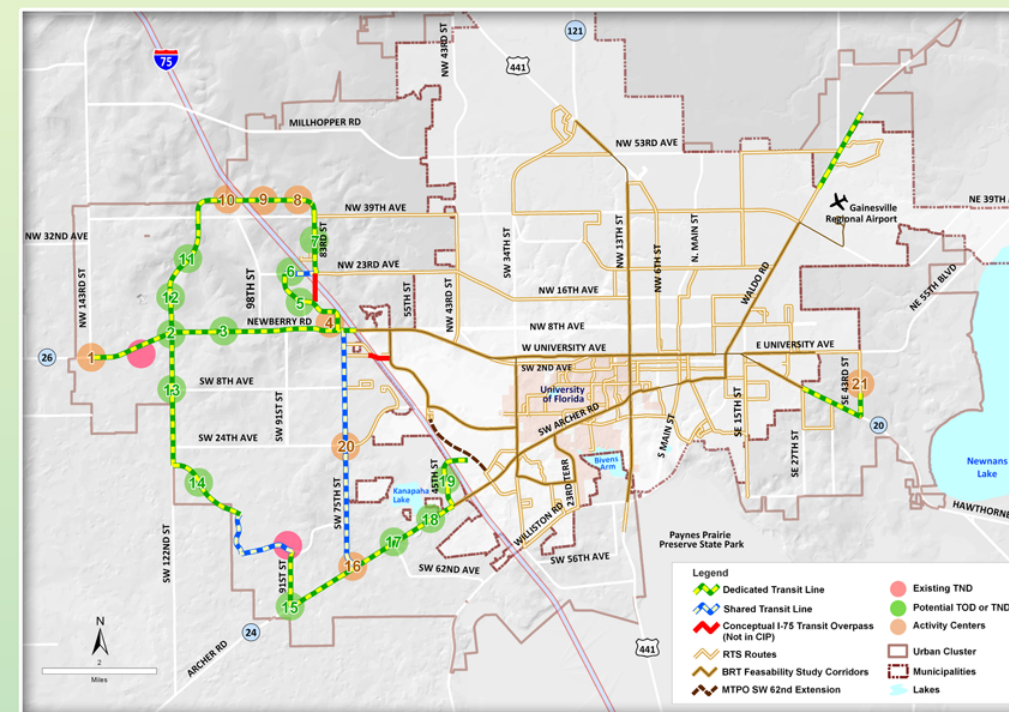 75
121
441
NW 43RD ST
MILLHOPPER RD
NW 53RD AVE
Gainesville
Regional Airport
NE 39TH
10
9
8
NW 39TH AVE
NW 32ND AVE
7
83RD ST
SW 34TH ST
NW 13TH ST
NW 6TH ST
N. MAIN ST
11
6
NW 23RD AVE
98TH ST
55TH ST
NW 43RD ST
WALDO RD
NE 55TH BLVD
NW 143RD ST
12
5
NW 16TH AVE
NEWBERRY RD
4
2
3
NW 8TH AVE
26
1
W UNIVERSITY AVE
E UNIVERSITY AVE
SW 2ND AVE
SW 8TH AVE
13
University
of Florida
SE 43RD ST
21
SW 91ST ST
SW ARCHER RD
S MAIN ST
SE 15TH ST
20
SW 24TH AVE
20
SE 27TH ST
Bivens
Arm
Newnans
Lake
14
45TH ST
19
Kanapaha
Lake
23RD TERR
SW 75TH ST
18
WILLISTON RD
HAWTHORNE
SW 122ND ST
17
Paynes Prairie
Preserve State Park
16
SW 62ND AVE
SW 56TH AVE
91ST ST
15
24
ARCHER RD
441
N
2
Miles
Legend
Dedicated Transit Line
Shared Transit Line
Conceptual I-75 Transit Overpass
(Not in CIP)
RTS Routes
BRT Feasability Study Corridors
MTPO SW 62nd Extension
Existing TND
Potential TOD or TND
Activity Centers
Urban Cluster
Municipalities
Lakes